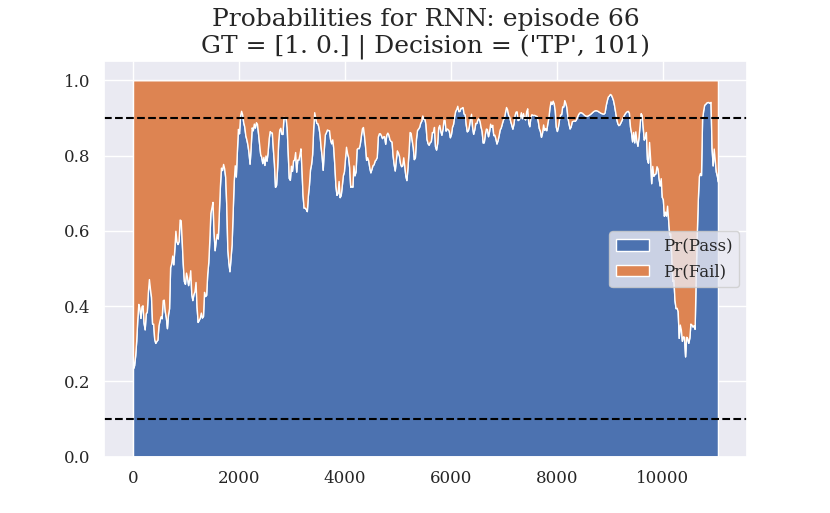 Probabilities for RNN: episode 66
GT = [1. 0.] | Decision = ('TP', 101)
1.0
0.8
0.6
0.4
0.2
0.0
Pr(Pass)
Pr(Fail)
0 2000 4000 6000 8000 10000